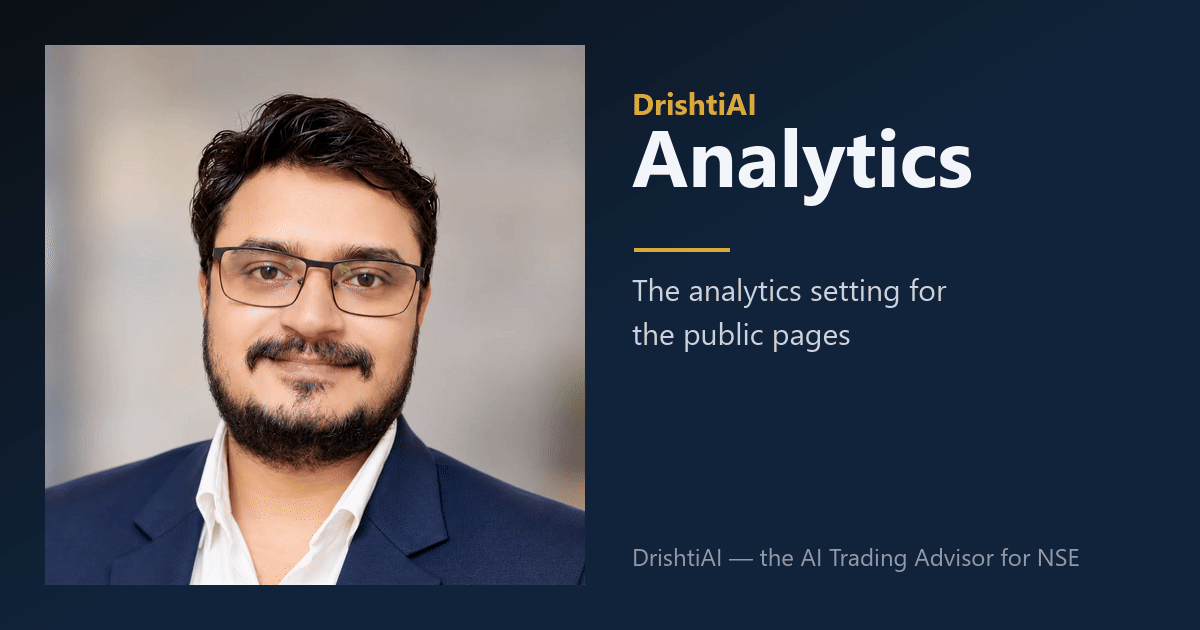 DrishtiAI
Analytics
The analytics setting for
the public pages
DrishtiAI — the AI Trading Advisor for NSE